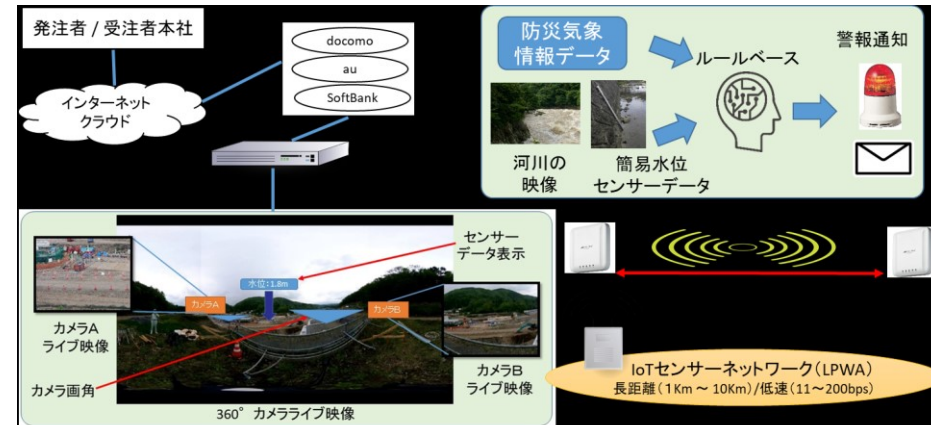 発注者 / 受注者本社
インターネット
クラウド
docomo
au
SoftBank
防災気象
情報データ
ルールベース
警報通知
河川の
映像
簡易水位
センサーデータ
センサー
データ表示
水位:1.8m
カメラA
カメラB
カメラA
ライブ映像
カメラ画角
カメラB
ライブ映像
360° カメラライブ映像
IoTセンサーネットワーク(LPWA)
長距離(1Km ~ 10Km)/低速(11~200bps)